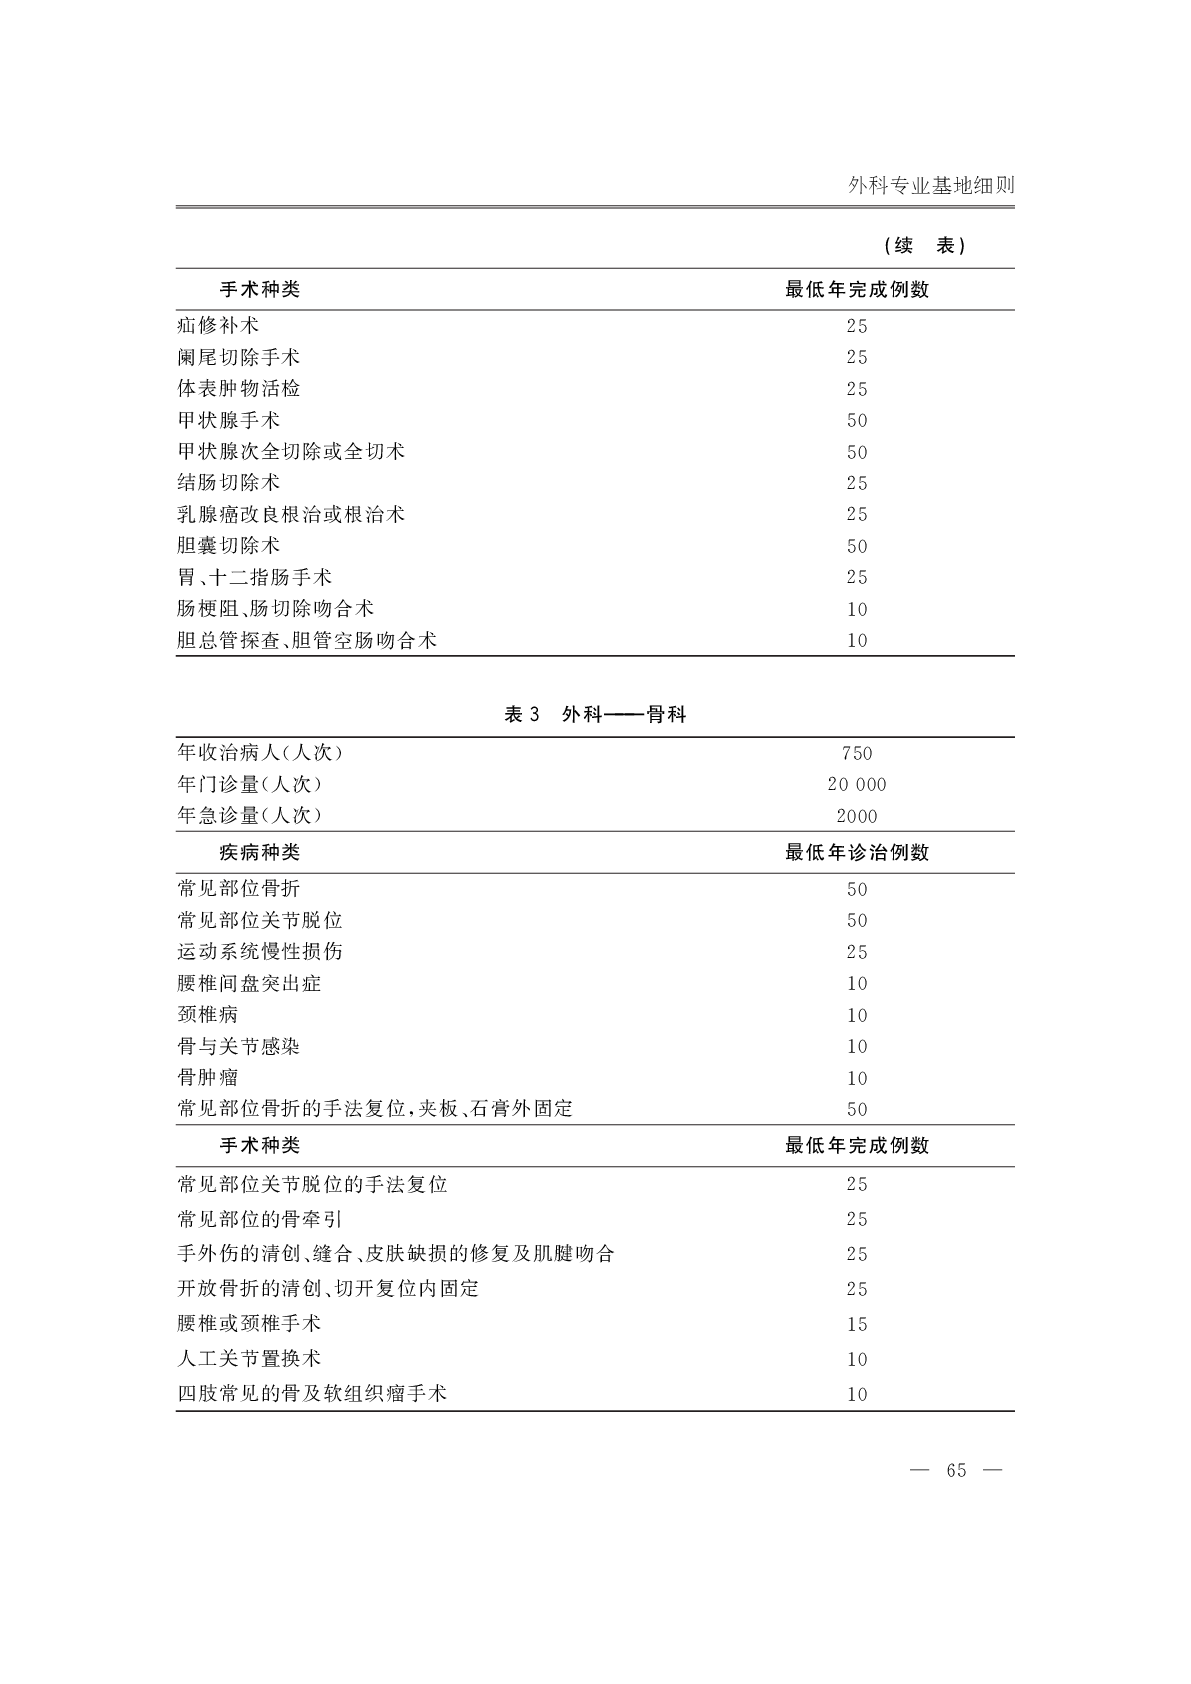 外科专业基地细则
(续 表)
手术种类 最低年完成例数
疝修补术 25
阑尾切除手术 25
体表肿物活检 25
甲状腺手术 50
甲状腺次全切除或全切术 50
结肠切除术 25
乳腺癌改良根治或根治术 25
胆囊切除术 50
胃、十二指肠手术 25
肠梗阻、肠切除吻合术 10
胆总管探查、胆管空肠吻合术 10
表 3 外科——骨科
年收治病人(人次) 750
年门诊量(人次) 20 000
年急诊量(人次) 2000
疾病种类 最低年诊治例数
常见部位骨折 50
常见部位关节脱位 50
运动系统慢性损伤 25
腰椎间盘突出症 10
颈椎病 10
骨与关节感染 10
骨肿瘤 10
常见部位骨折的手法复位,夹板、石膏外固定 50
手术种类 最低年完成例数
常见部位关节脱位的手法复位 25
常见部位的骨牵引 25
手外伤的清创、缝合、皮肤缺损的修复及肌腱吻合 25
开放骨折的清创、切开复位内固定 25
腰椎或颈椎手术 15
人工关节置换术 10
四肢常见的骨及软组织瘤手术 10
— 65 —